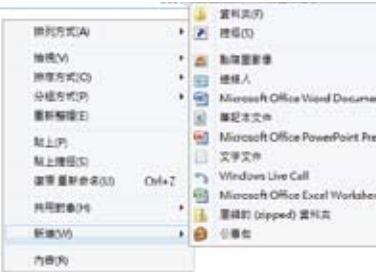 排列方式(A)
檢視(V)
排序方式(O)
分組方式(P)
重新整理(E)
貼上(P)
貼上捷徑(S)
復原 重新命名(U) Ctrl+Z
共用對象(H)
新增(W)
內容(R)
資料夾(F)
捷徑(S)
點陣圖影像
連絡人
Microsoft Office Word Docume
筆記本文件
Microsoft Office PowerPoint Pre
文字文件
Windows Live Call
Microsoft Office Excel Workshee
壓縮的 (zipped) 資料夾
公事包